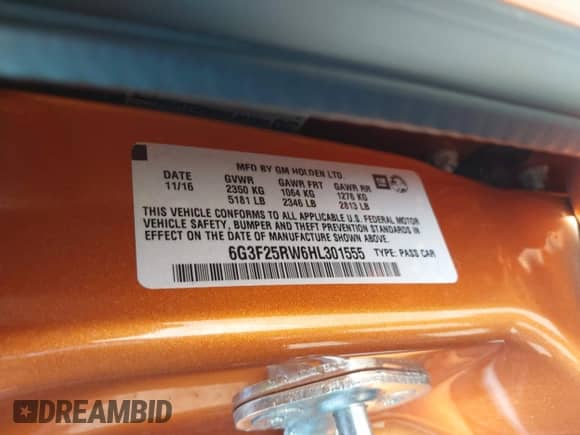 MFD BY GM HOLDEN LTD
DATE GVWR GAWR FRT GAWR RR
11/16 2350 KG 1064 KG 1276 KG
5181 LB 2346 LB 2813 LB
THIS VEHICLE CONFORMS TO ALL APPLICABLE U.S. FEDERAL MOTOR
VEHICLE SAFETY, BUMPER AND THEFT PREVENTION STANDARDS IN
EFFECT ON THE DATE OF MANUFACTURE SHOWN ABOVE.
6G3F25RW6HL301555 TYPE: PASS CAR
DREAMBID